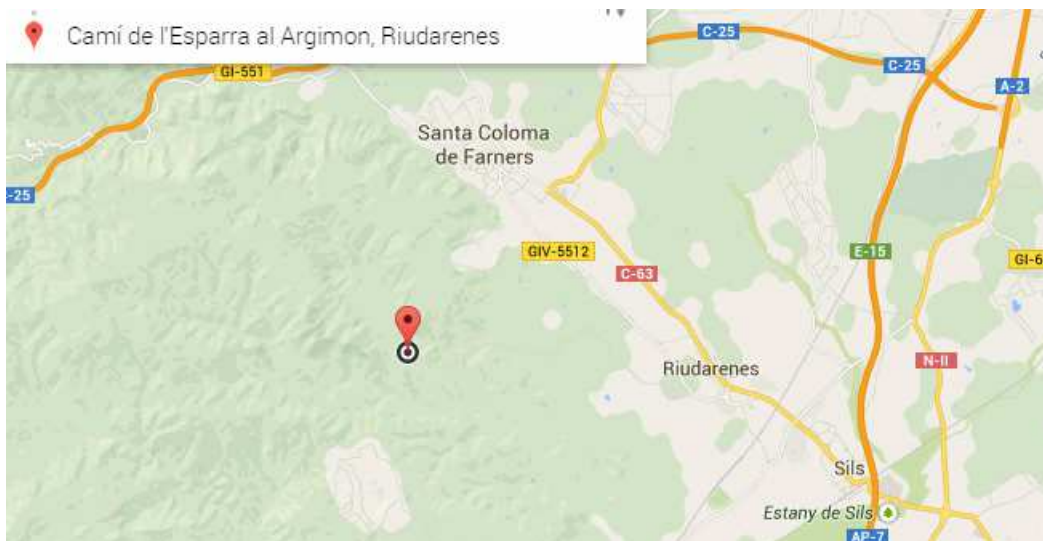 Camí de l'Esparra al Argimon, Riudarenes
C-25
C-25
GI-551
A-2
Santa Coloma
de Farners
-25
GIV-5512
E-15
GI-6
C-63
N-II
Riudarenes
Sils
Estany de Sils
AP-7